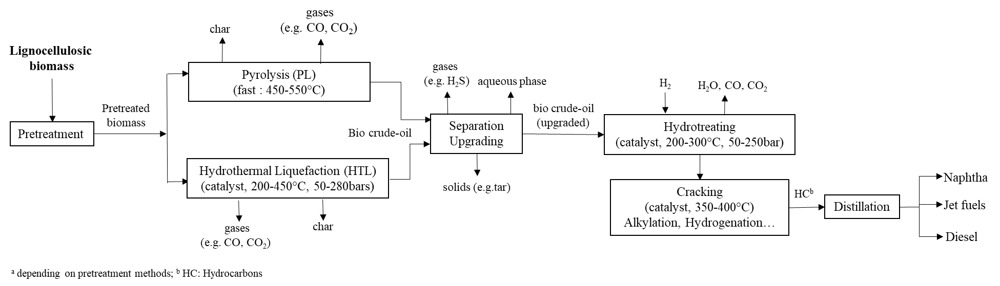 Lignocellulosic
biomass
Pretreatment
Pretreated
biomass
char
gases
(e.g. CO, CO₂)
Pyrolysis (PL)
(fast : 450-550°C)
Bio crude-oil
Hydrothermal Liquefaction (HTL)
(catalyst, 200-450°C, 50-280bars)
gases
(e.g. CO, CO₂)
char
gases
(e.g. H₂S)
aqueous phase
Separation
Upgrading
solids (e.g.tar)
bio crude-oil
(upgraded)
H₂
H₂O, CO, CO₂
Hydrotreating
(catalyst, 200-300°C, 50-250bar)
Cracking
(catalyst, 350-400°C)
Alkylation, Hydrogenation…
HCᵇ
Distillation
Naphtha
Jet fuels
Diesel
ᵃ depending on pretreatment methods; ᵇ HC: Hydrocarbons